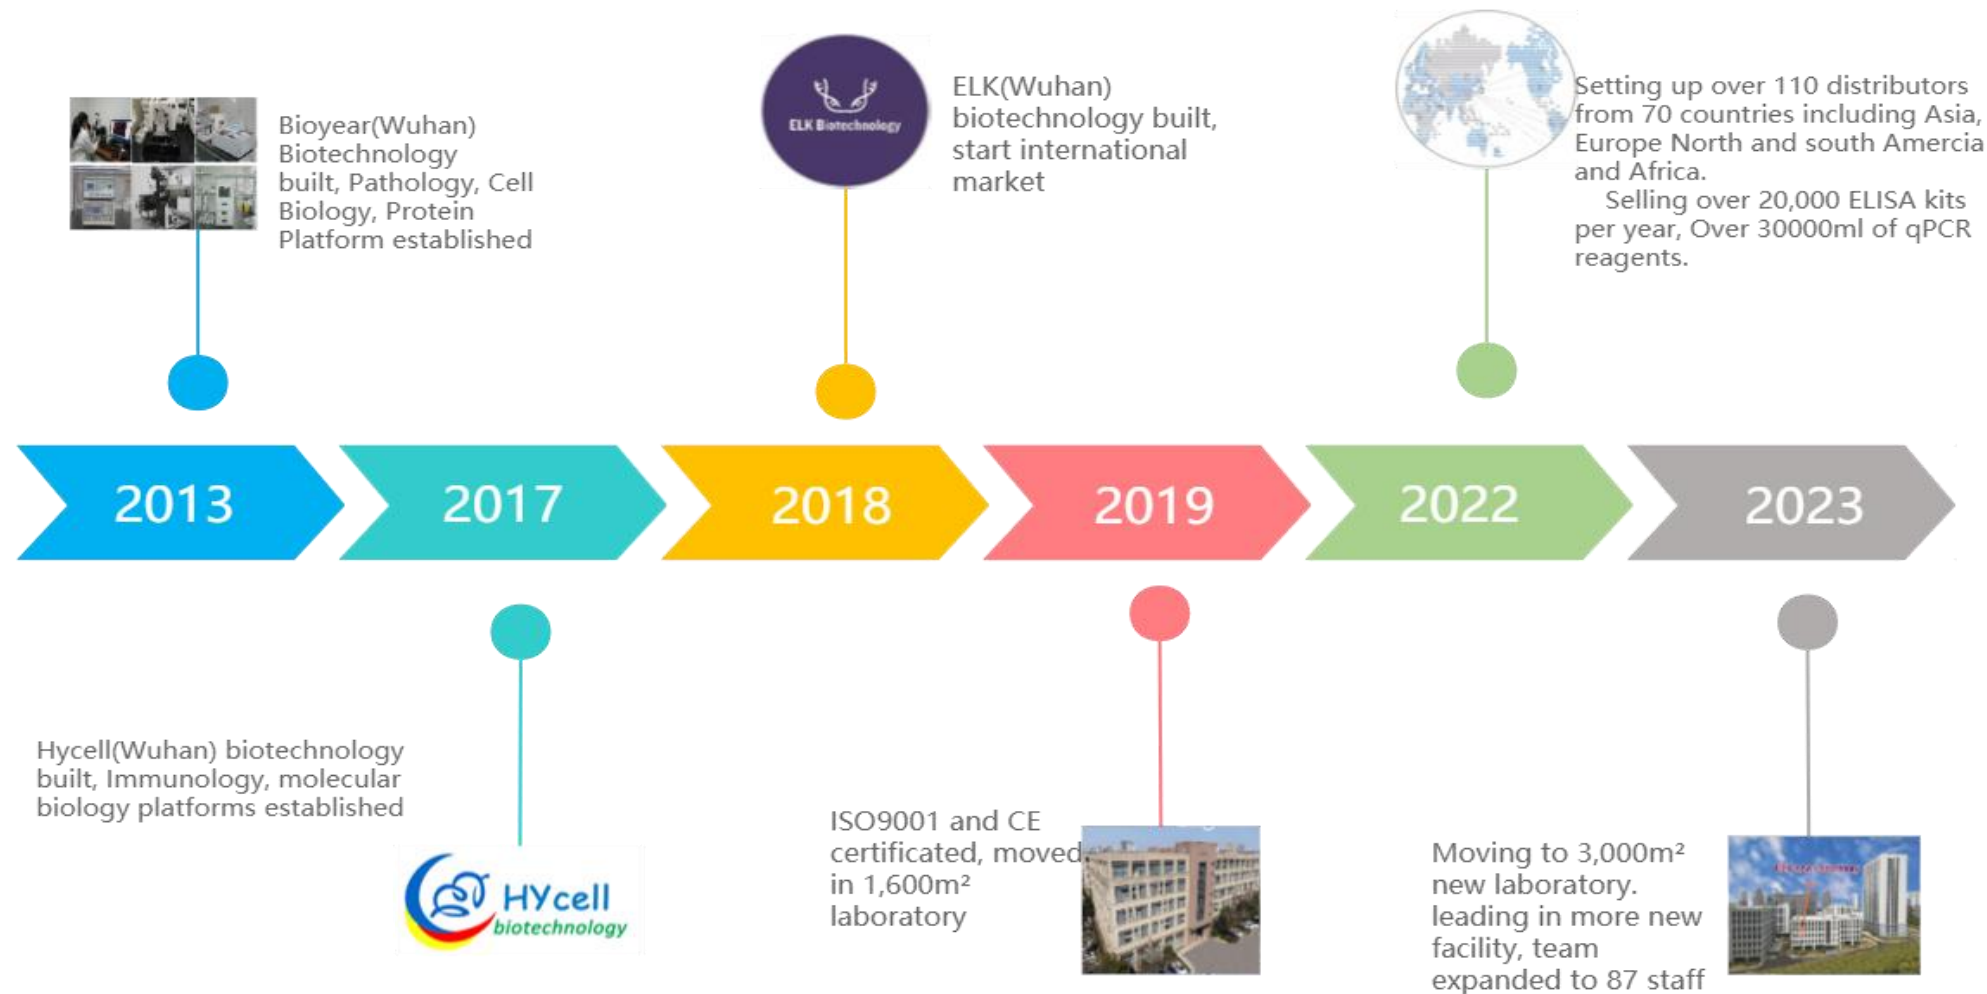 Bioyear(Wuhan)
Biotechnology
built, Pathology, Cell
Biology, Protein
Platform established
ELK Biotechnology
ELK(Wuhan)
biotechnology built,
start international
market
Setting up over 110 distributors
from 70 countries including Asia,
Europe North and south Amercia
and Africa.
Selling over 20,000 ELISA kits
per year, Over 30000ml of qPCR
reagents.
2013
2017
2018
2019
2022
2023
Hycell(Wuhan) biotechnology
built, Immunology, molecular
biology platforms established
HYcell
biotechnology
ISO9001 and CE
certificated, moved
in 1,600m²
laboratory
Moving to 3,000m²
new laboratory.
leading in more new
facility, team
expanded to 87 staff